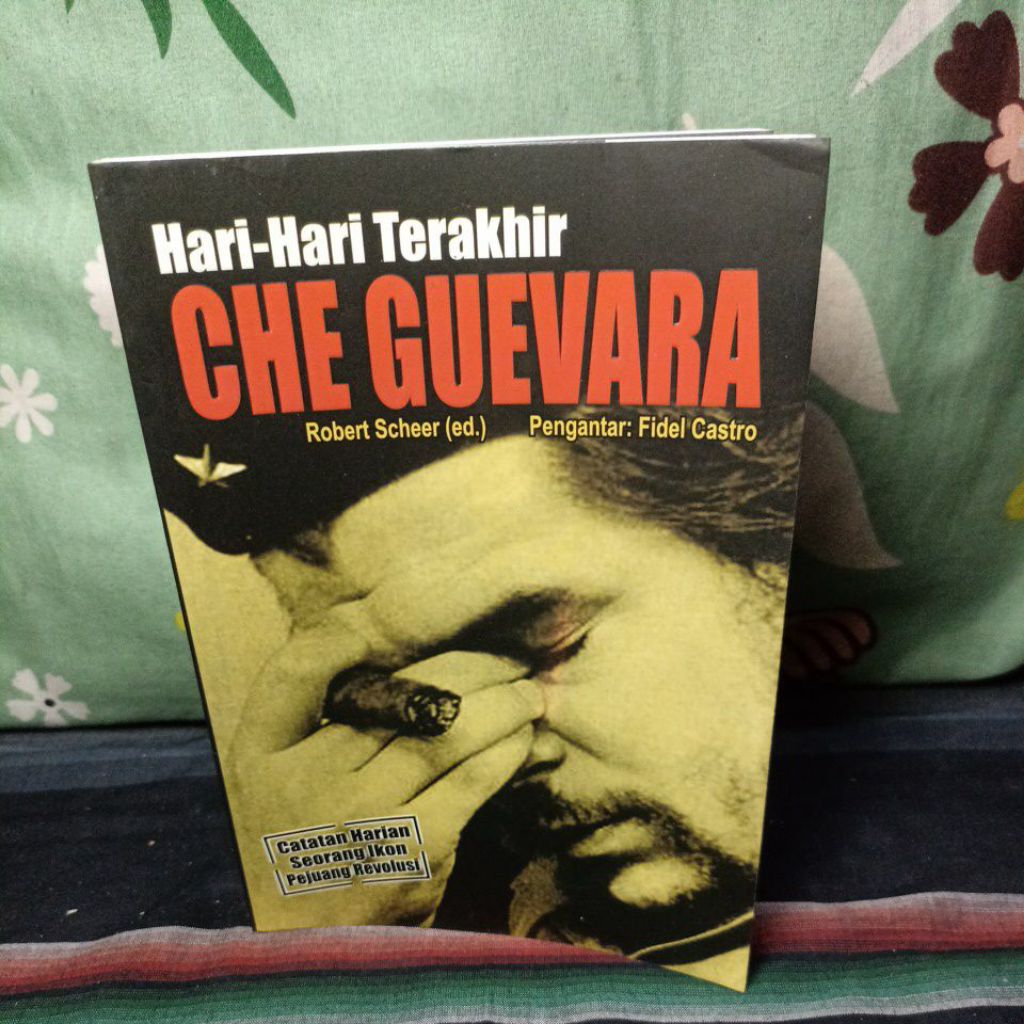 Hari-Hari Terakhir
CHE GUEVARA
Robert Scheer (ed.) Pengantar: Fidel Castro
Catatan Harian
Seorang Ikon
Pejuang Revolusi